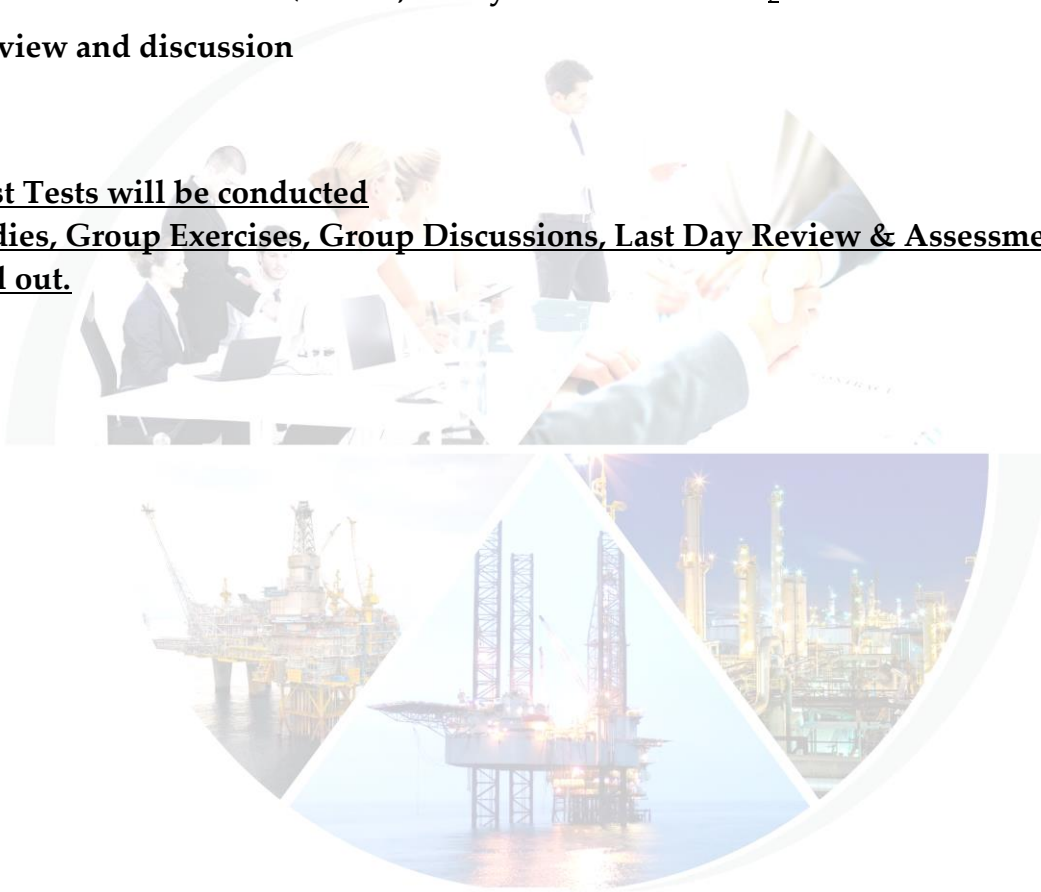 view and discussion
st Tests will be conducted
dies, Group Exercises, Group Discussions, Last Day Review & Assessme
l out.